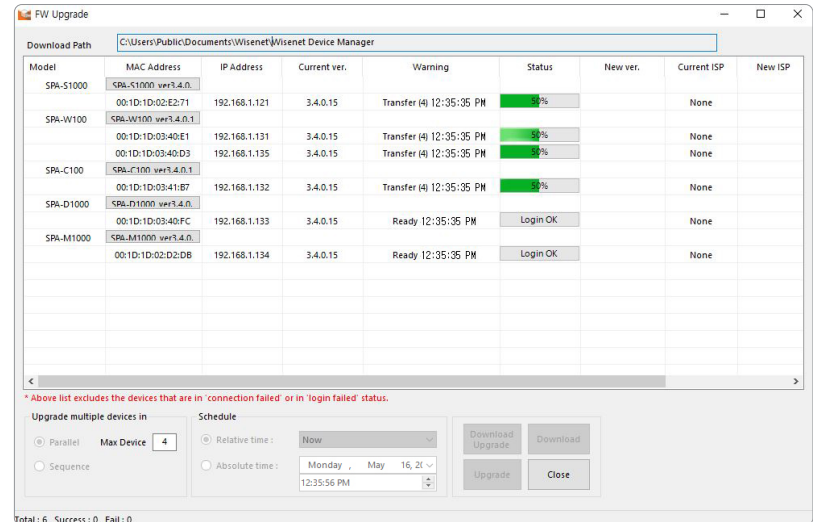 FW Upgrade
Download Path C:\Users\Public\Documents\Wisenet\Wisenet Device Manager
Model MAC Address IP Address Current ver. Warning Status New ver. Current ISP New ISP
SPA-S1000 SPA-S1000 ver3.4.0.
00:1D:1D:02:E2:71 192.168.1.121 3.4.0.15 Transfer (4) 12:35:35 PM 50% None
SPA-W100 SPA-W100 ver3.4.0.1
00:1D:1D:03:40:E1 192.168.1.131 3.4.0.15 Transfer (4) 12:35:35 PM 50% None
00:1D:1D:03:40:D3 192.168.1.135 3.4.0.15 Transfer (4) 12:35:35 PM 50% None
SPA-C100 SPA-C100 ver3.4.0.1
00:1D:1D:03:41:B7 192.168.1.132 3.4.0.15 Transfer (4) 12:35:35 PM 50% None
SPA-D1000 SPA-D1000 ver3.4.0.
00:1D:1D:03:40:FC 192.168.1.133 3.4.0.15 Ready 12:35:35 PM Login OK None
SPA-M1000 SPA-M1000 ver3.4.0.
00:1D:1D:02:D2:DB 192.168.1.134 3.4.0.15 Ready 12:35:35 PM Login OK None
* Above list excludes the devices that are in 'connection failed' or in 'login failed' status.
Upgrade multiple devices in
Parallel Max Device 4
Sequence
Schedule
Relative time : Now
Absolute time : Monday , May 16, 2(
12:35:56 PM
Download Upgrade
Download
Upgrade
Close
Total : 6 Success : 0 Fail : 0